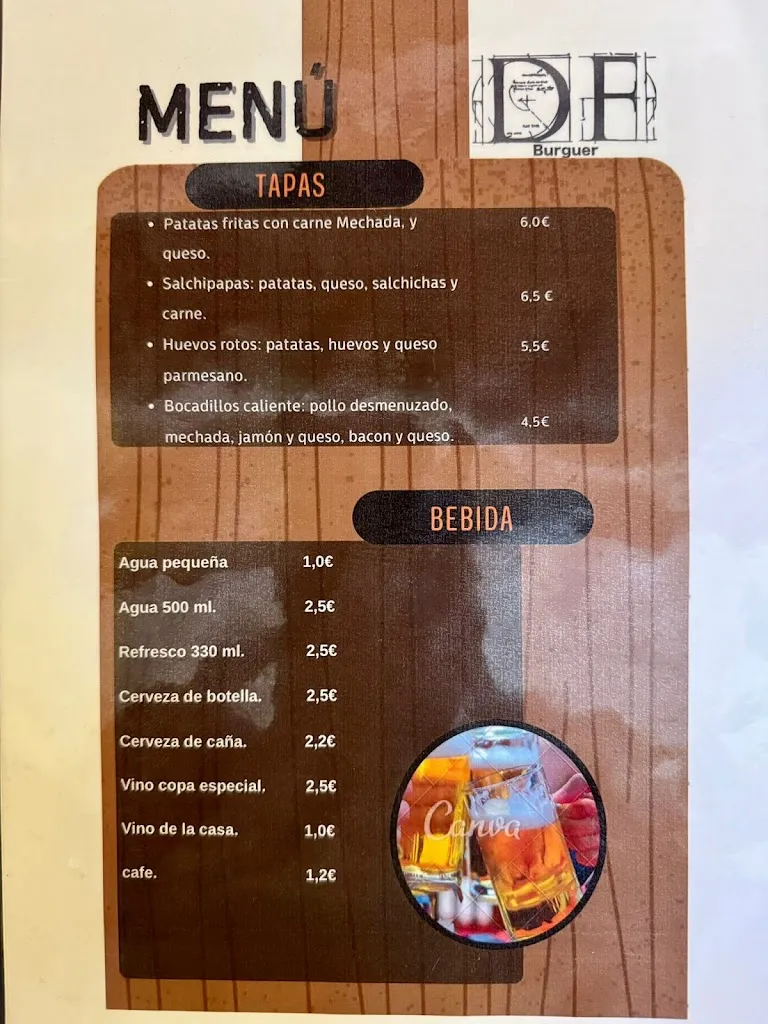 MENÚ
DF
Burguer
TAPAS
• Patatas fritas con carne Mechada, y 6,0€
queso.
• Salchipapas: patatas, queso, salchichas y
carne. 6,5 €
• Huevos rotos: patatas, huevos y queso 5,5€
parmesano.
• Bocadillos caliente: pollo desmenuzado,
mechada, jamón y queso, bacon y queso. 4,5€
BEBIDA
Agua pequeña 1,0€
Agua 500 ml. 2,5€
Refresco 330 ml. 2,5€
Cerveza de botella. 2,5€
Cerveza de caña. 2,2€
Vino copa especial. 2,5€
Vino de la casa. 1,0€
cafe. 1,2€
Canva